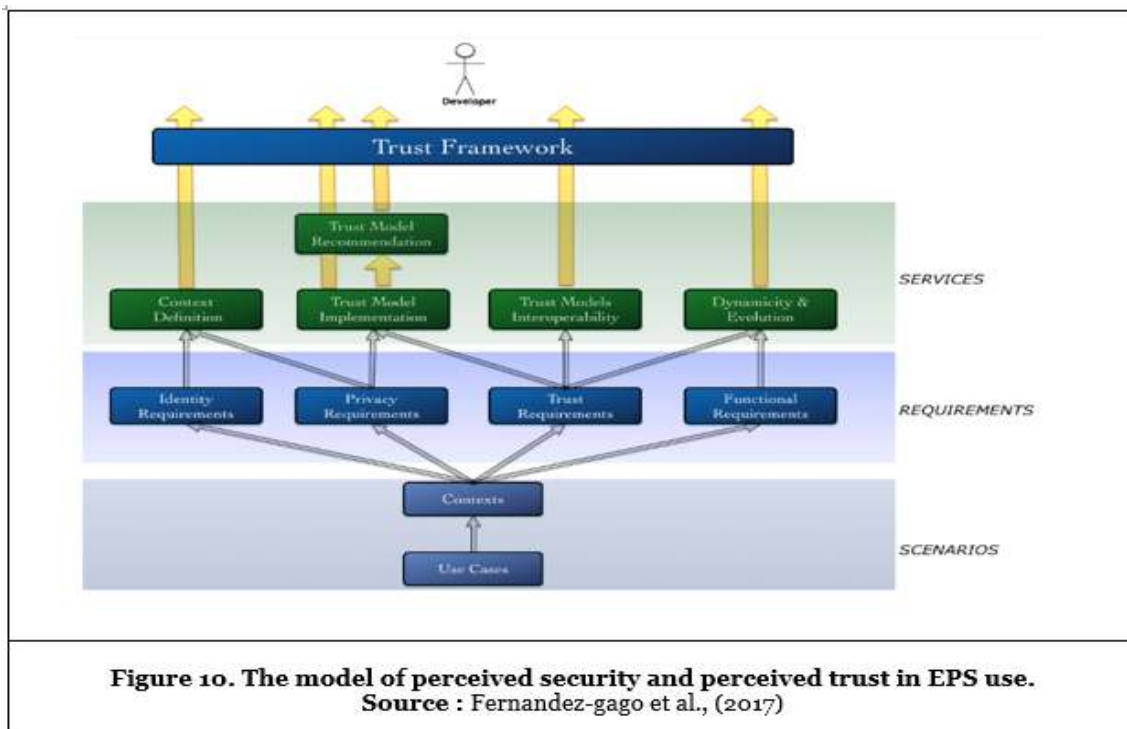 Developer
Trust Framework
Trust Model
Recommendation
SERVICES
Context
Definition
Trust Model
Implementation
Trust Models
Interoperability
Dynamicity &
Evolution
Identity
Requirements
Privacy
Requirements
Trust
Requirements
Functional
Requirements
REQUIREMENTS
Contexts
SCENARIOS
Use Cases
Figure 10. The model of perceived security and perceived trust in EPS use.
Source : Fernandez-gago et al., (2017)